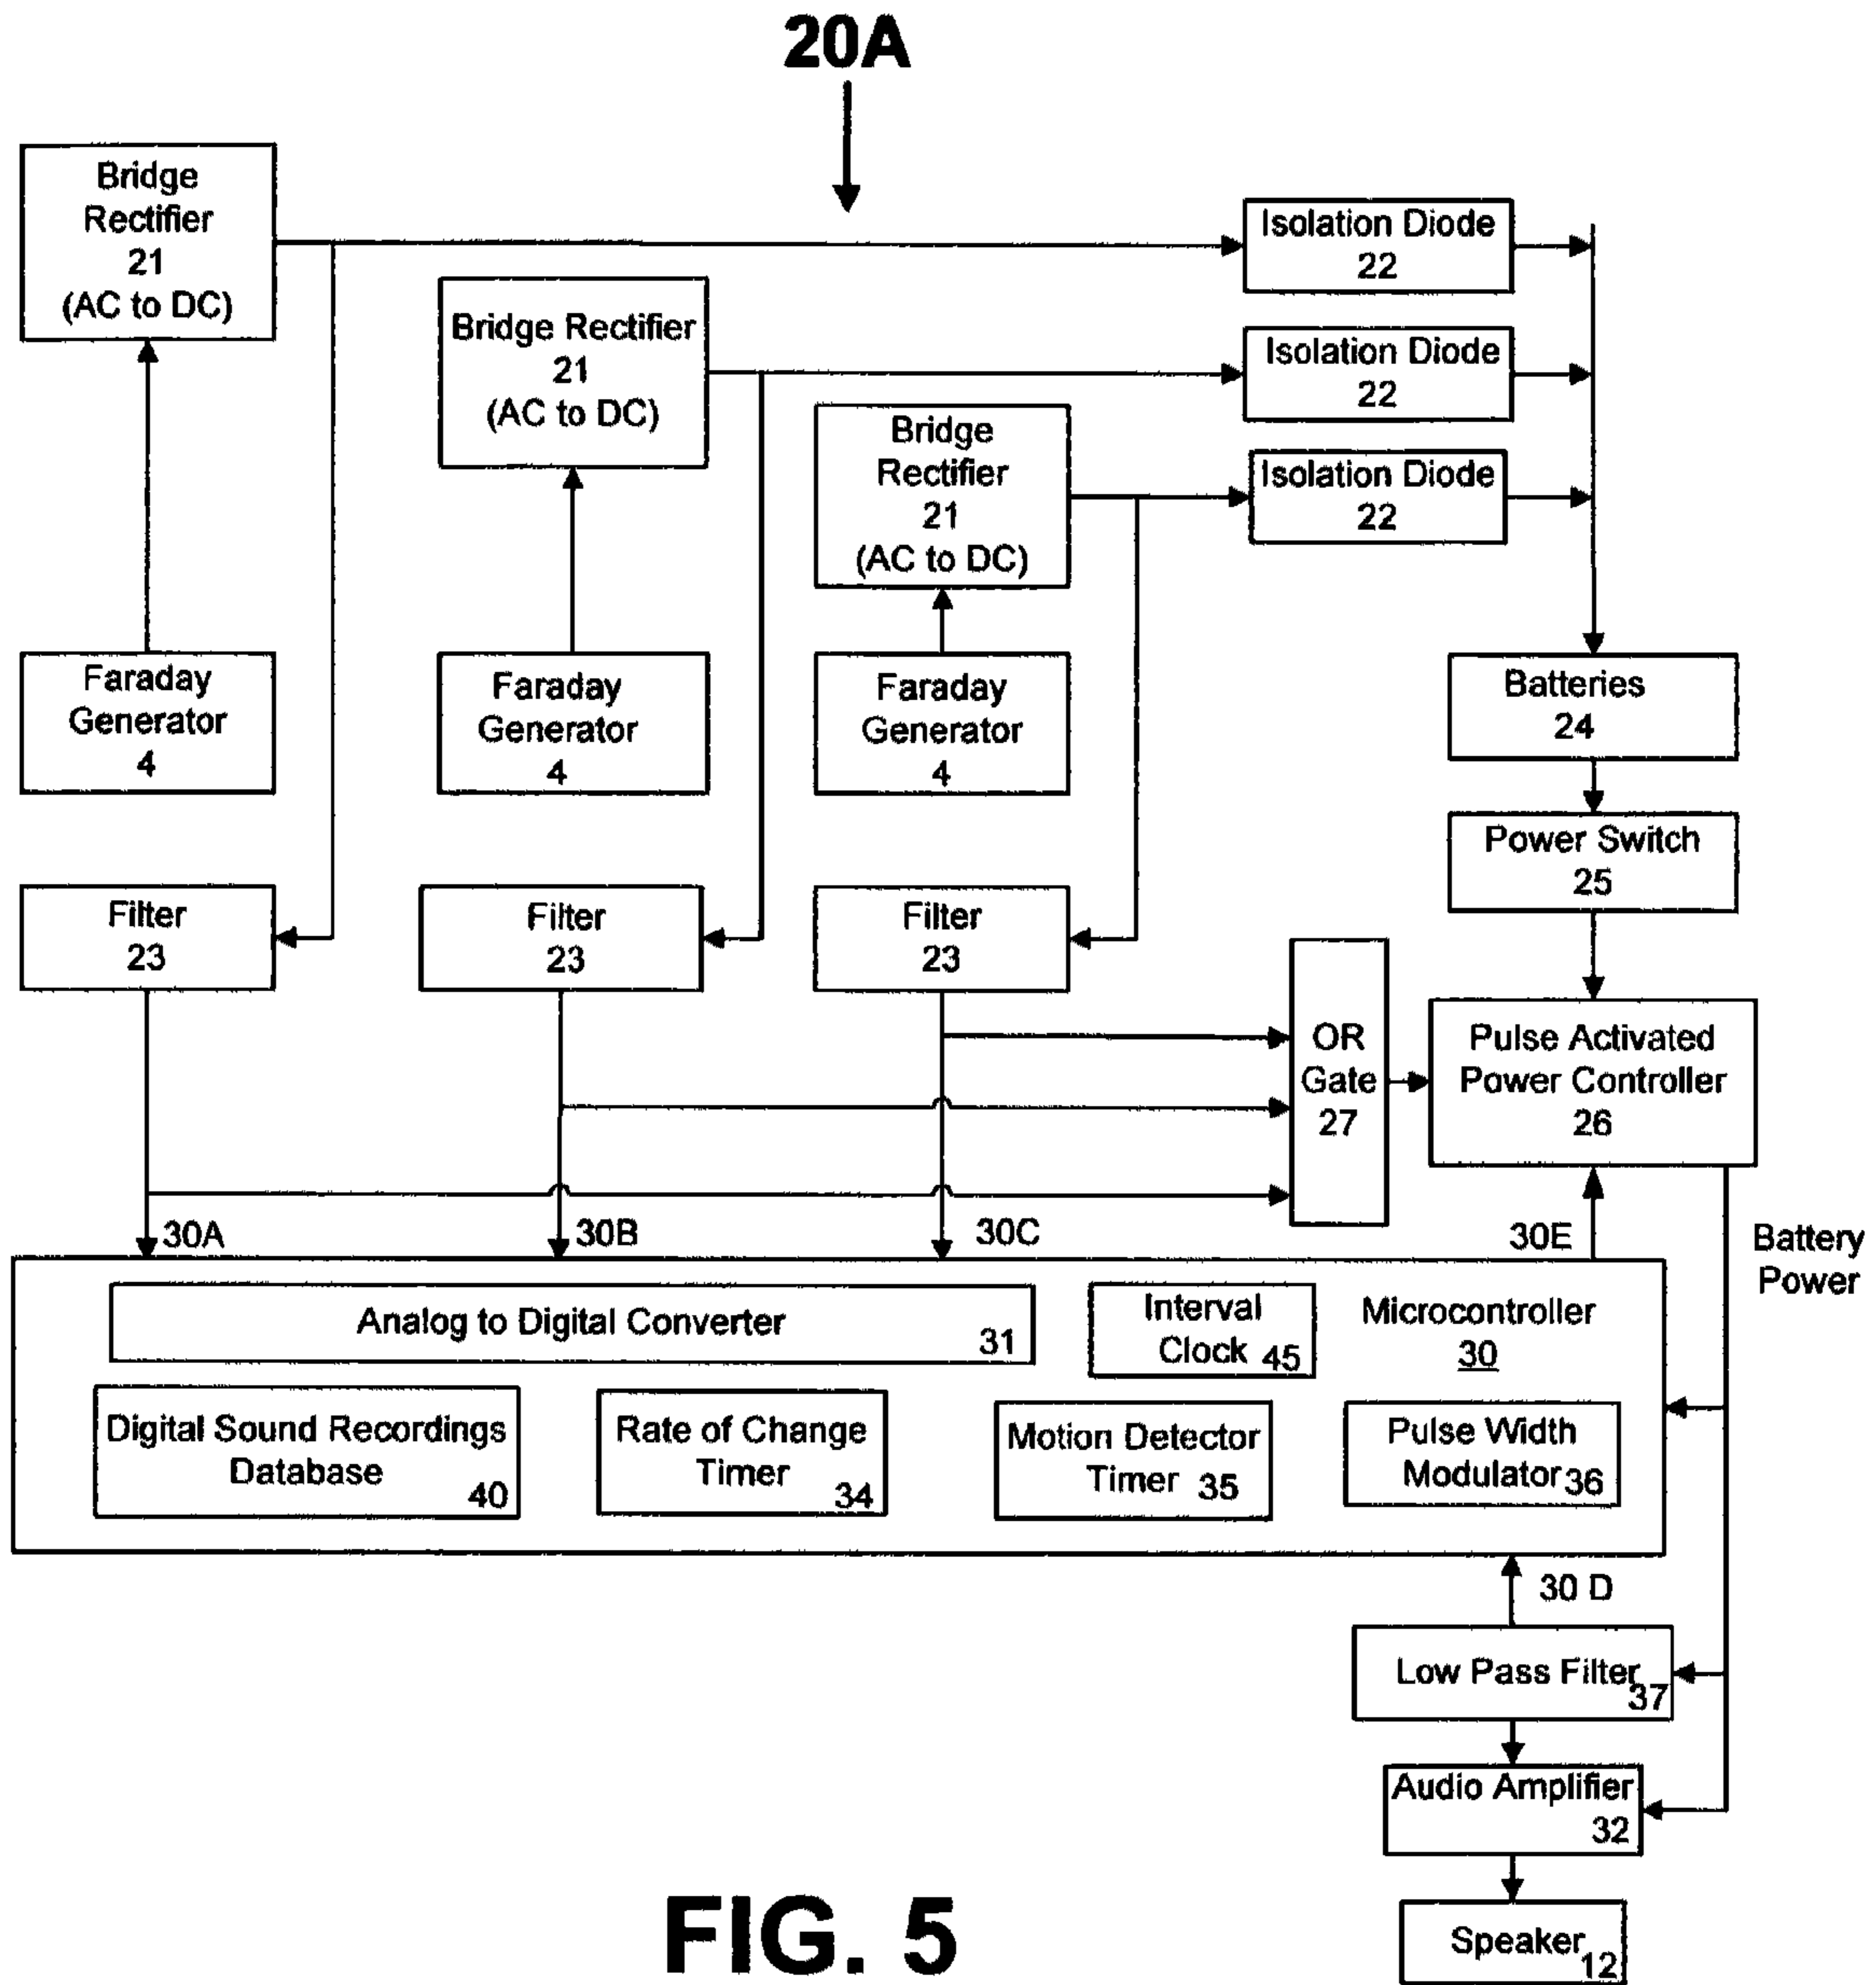 20A
Bridge
Rectifier
21
(AC to DC)
Bridge Rectifier
21
(AC to DC)
Bridge
Rectifier
21
(AC to DC)
Isolation Diode
22
Isolation Diode
22
Isolation Diode
22
Faraday
Generator
4
Faraday
Generator
4
Faraday
Generator
4
Batteries
24
Power Switch
25
Filter
23
Filter
23
Filter
23
OR
Gate
27
Pulse Activated
Power Controller
26
30A
30B
30C
30E
Battery
Power
Analog to Digital Converter
31
Interval
Clock 45
Microcontroller
30
Digital Sound Recordings
Database
40
Rate of Change
Timer
34
Motion Detector
Timer 35
Pulse Width
Modulator 36
30 D
Low Pass Filter
37
Audio Amplifier
32
Speaker
12
FIG. 5